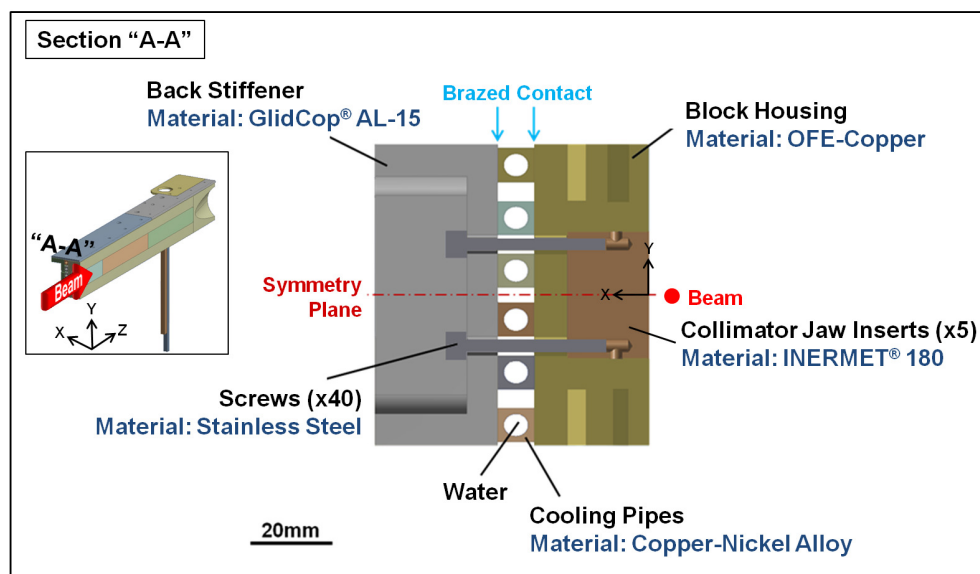 Section “A-A”
Back Stiffener
Material: GlidCop® AL-15
Brazed Contact
Block Housing
Material: OFE-Copper
“A-A”
Beam
Y
X
Z
Symmetry
Plane
Y
X
Beam
Collimator Jaw Inserts (x5)
Material: INERMET® 180
Screws (x40)
Material: Stainless Steel
Water
Cooling Pipes
Material: Copper-Nickel Alloy
20mm